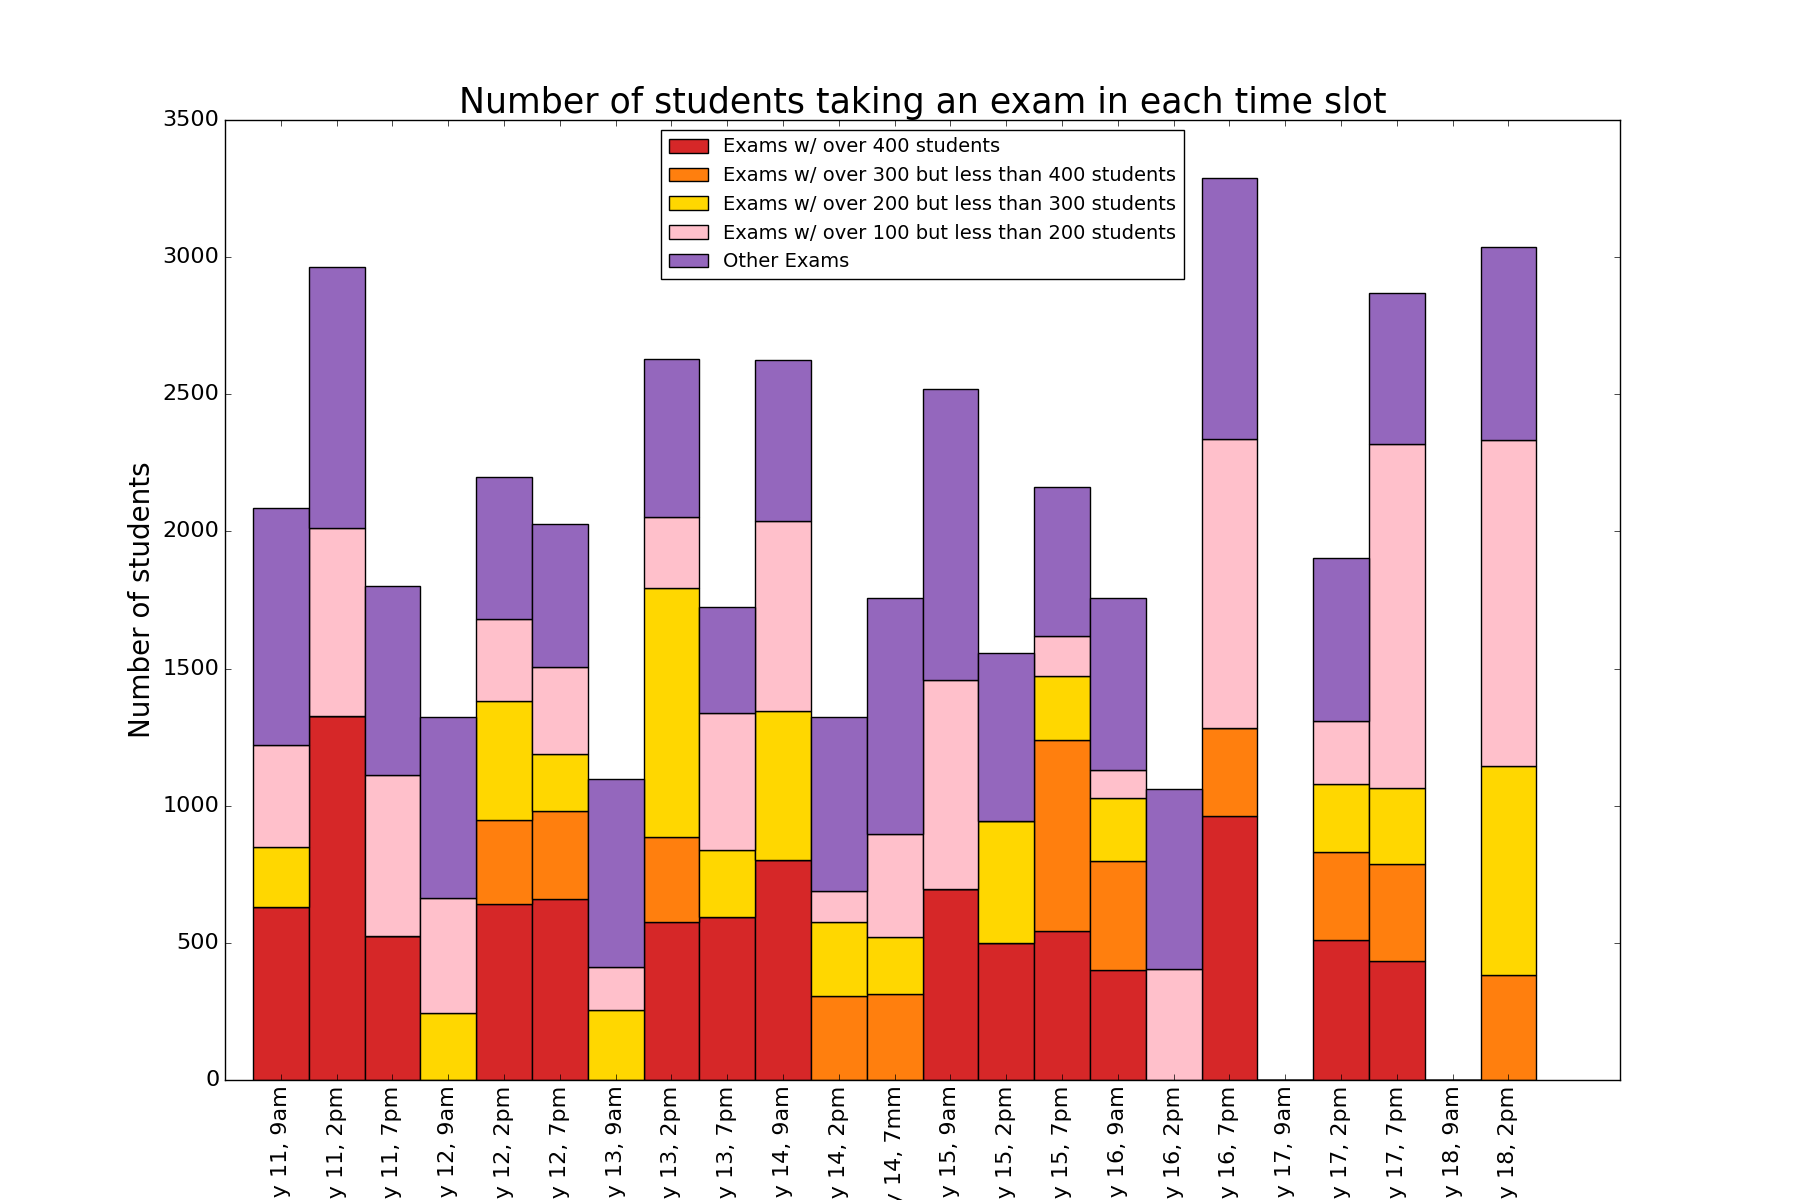 Number of students taking an exam in each time slot
Exams w/ over 400 students
Exams w/ over 300 but less than 400 students
Exams w/ over 200 but less than 300 students
Exams w/ over 100 but less than 200 students
Other Exams
Number of students
3500
3000
2500
2000
1500
1000
500
0
y 11, 9am
y 11, 2pm
y 11, 7pm
y 12, 9am
y 12, 2pm
y 12, 7pm
y 13, 9am
y 13, 2pm
y 13, 7pm
y 14, 9am
y 14, 2pm
y 14, 7mm
y 15, 9am
y 15, 2pm
y 15, 7pm
y 16, 9am
y 16, 2pm
y 16, 7pm
y 17, 9am
y 17, 2pm
y 17, 7pm
y 18, 9am
y 18, 2pm